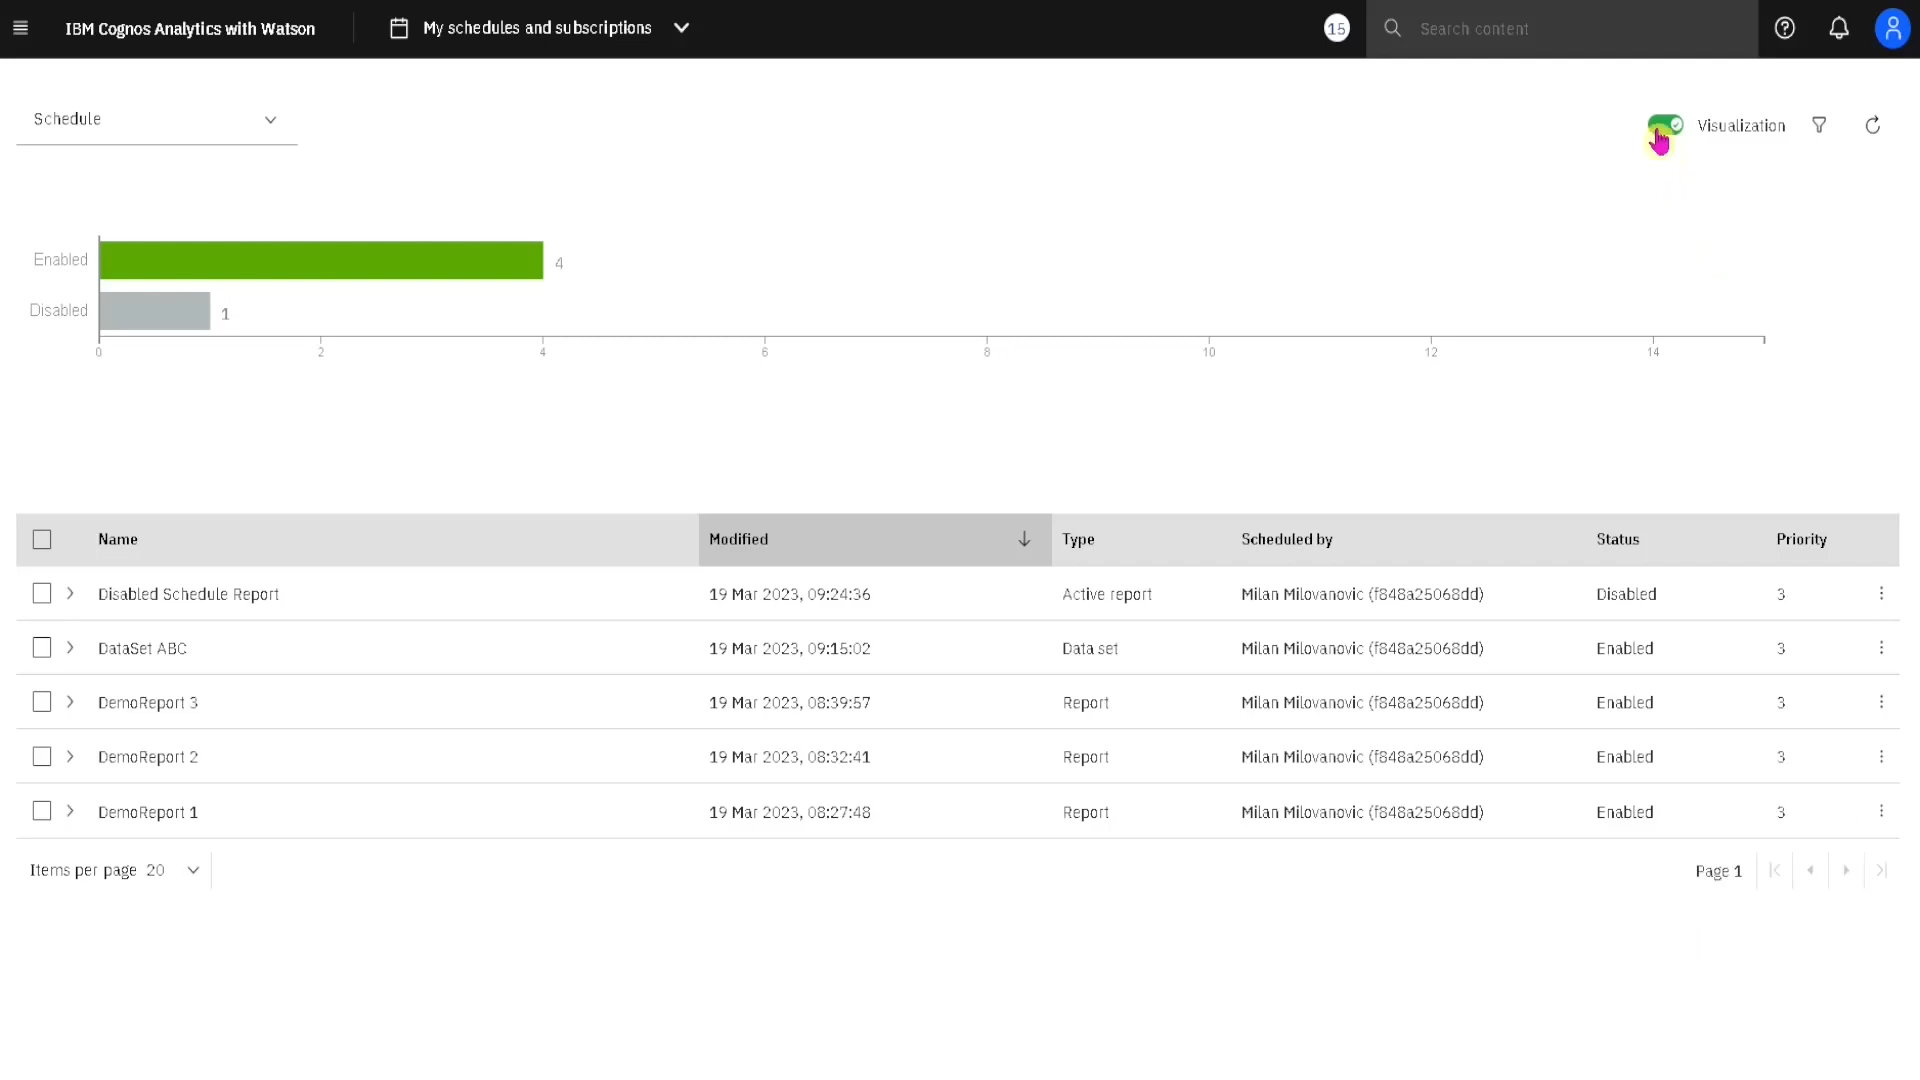 IBM Cognos Analytics with Watson
My schedules and subscriptions
15
Search content
Schedule
Visualization
Enabled 4
Disabled 1
0 2 4 6 8 10 12 14
Name Modified Type Scheduled by Status Priority
Disabled Schedule Report 19 Mar 2023, 09:24:36 Active report Milan Milovanovic (f848a25068dd) Disabled 3
DataSet ABC 19 Mar 2023, 09:15:02 Data set Milan Milovanovic (f848a25068dd) Enabled 3
DemoReport 3 19 Mar 2023, 08:39:57 Report Milan Milovanovic (f848a25068dd) Enabled 3
DemoReport 2 19 Mar 2023, 08:32:41 Report Milan Milovanovic (f848a25068dd) Enabled 3
DemoReport 1 19 Mar 2023, 08:27:48 Report Milan Milovanovic (f848a25068dd) Enabled 3
Items per page 20
Page 1